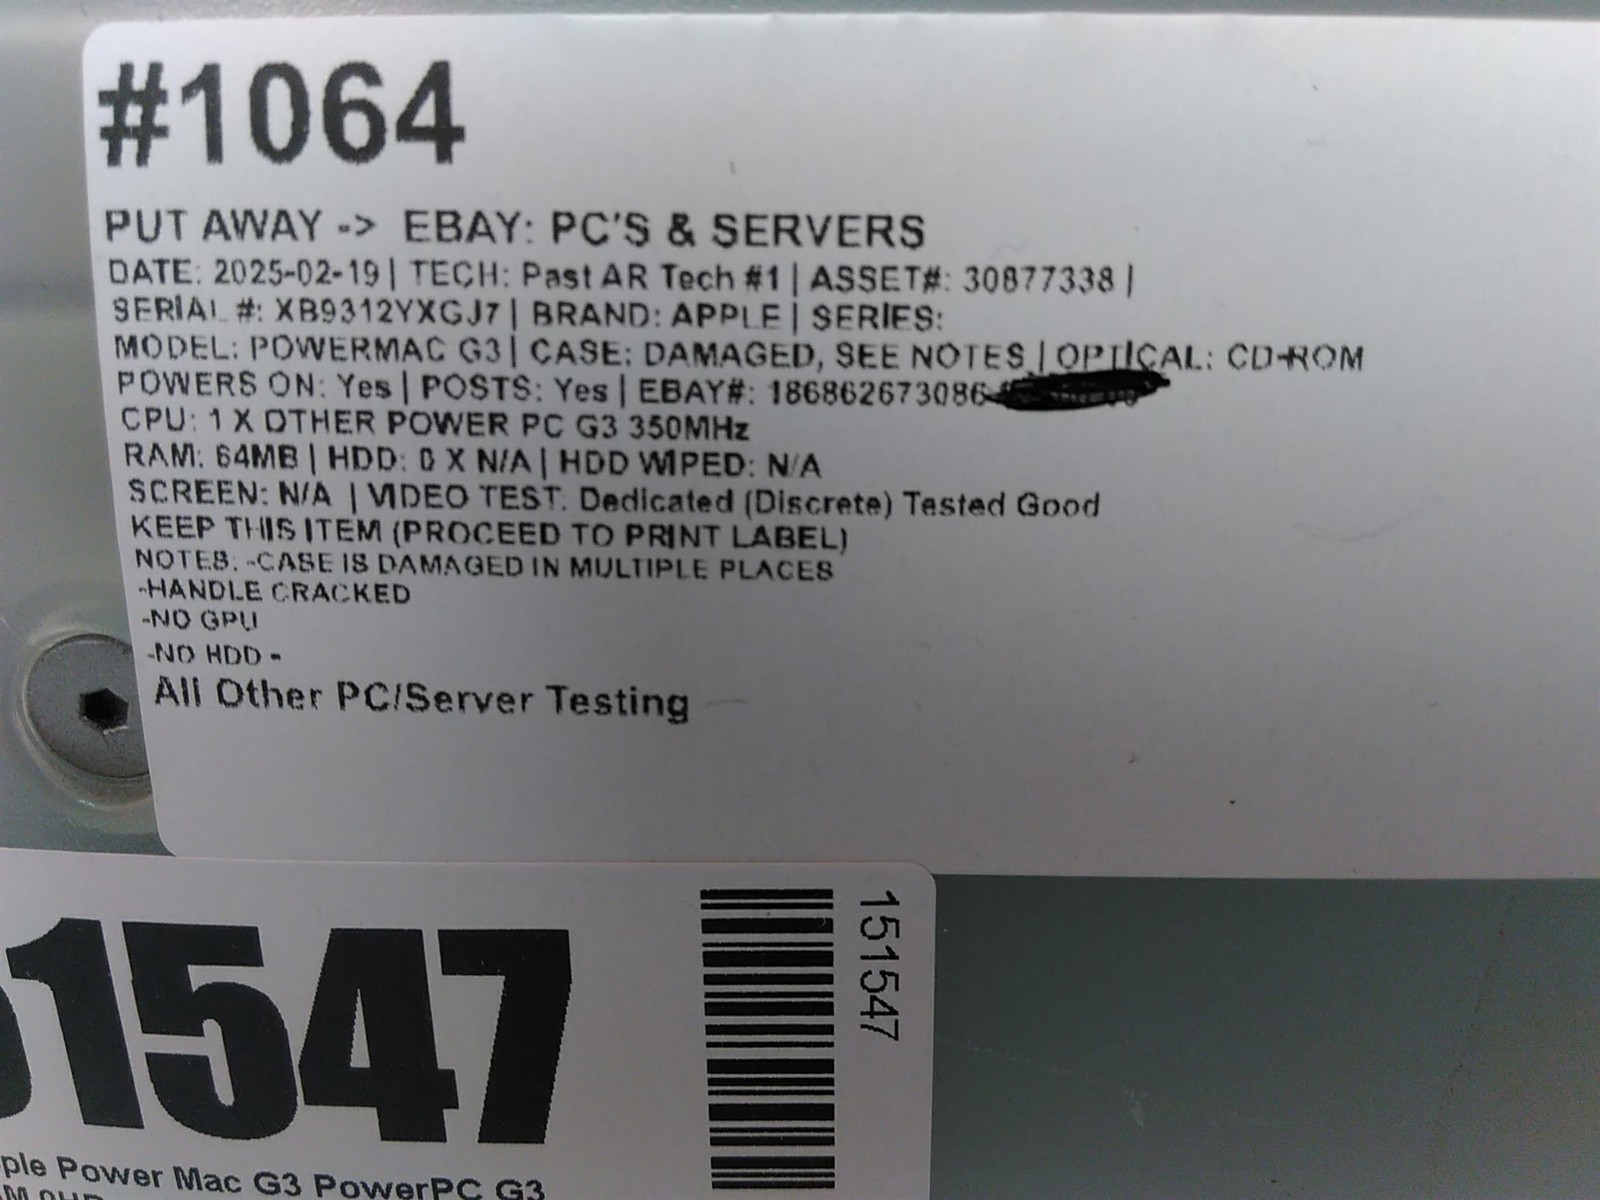 #1064
PUT AWAY -> EBAY: PC'S & SERVERS
DATE: 2025-02-19 | TECH: Past AR Tech #1 | ASSET#: 30877338 |
SERIAL #: XB9312YXGJ7 | BRAND: APPLE | SERIES:
MODEL: POWERMAC G3 | CASE: DAMAGED, SEE NOTES | OPTICAL: CD-ROM
POWERS ON: Yes | POSTS: Yes | EBAY#: 186862673086
CPU: 1 X OTHER POWER PC G3 350MHz
RAM: 64MB | HDD: 0 X N/A | HDD WIPED: N/A
SCREEN: N/A | VIDEO TEST: Dedicated (Discrete) Tested Good
KEEP THIS ITEM (PROCEED TO PRINT LABEL)
NOTES: -CASE IS DAMAGED IN MULTIPLE PLACES
-HANDLE CRACKED
-NO GPU
-NO HDD -
All Other PC/Server Testing
51547
151547
ple Power Mac G3 PowerPC G3